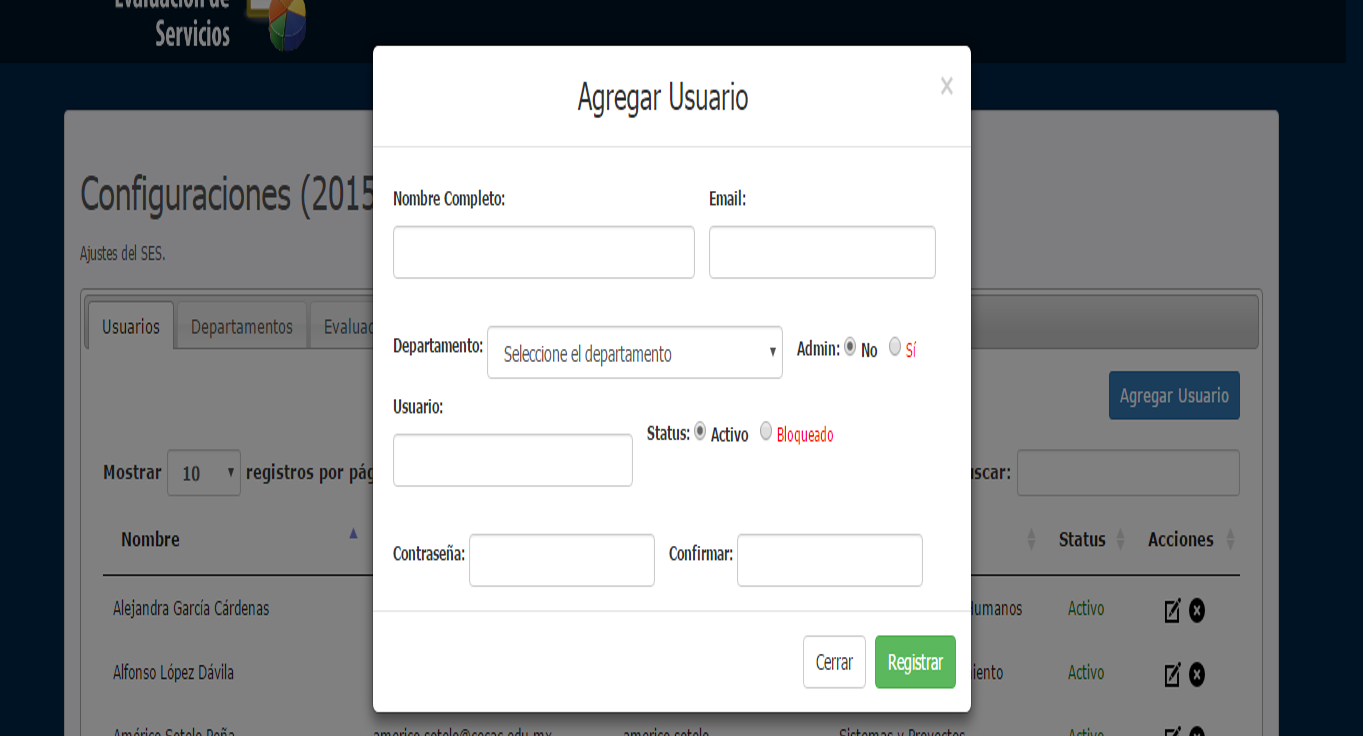 Evaluación de
Servicios
Agregar Usuario
×
Configuraciones (2015
Ajustes del SES.
Nombre Completo:
Email:
Usuarios
Departamentos
Evaluac
Departamento:
Seleccione el departamento
Admin:
No
Sí
Agregar Usuario
Usuario:
Status:
Activo
Bloqueado
Mostrar
10
registros por pág
uscar:
Nombre
Status
Acciones
Contraseña:
Confirmar:
Alejandra García Cárdenas
Humanos
Activo
Cerrar
Registrar
Alfonso López Dávila
iento
Activo
Américo Sotelo Peña
americo.sotelo@cecac.edu.mx
americo.sotelo
Sistemas y Proyectos
Activo